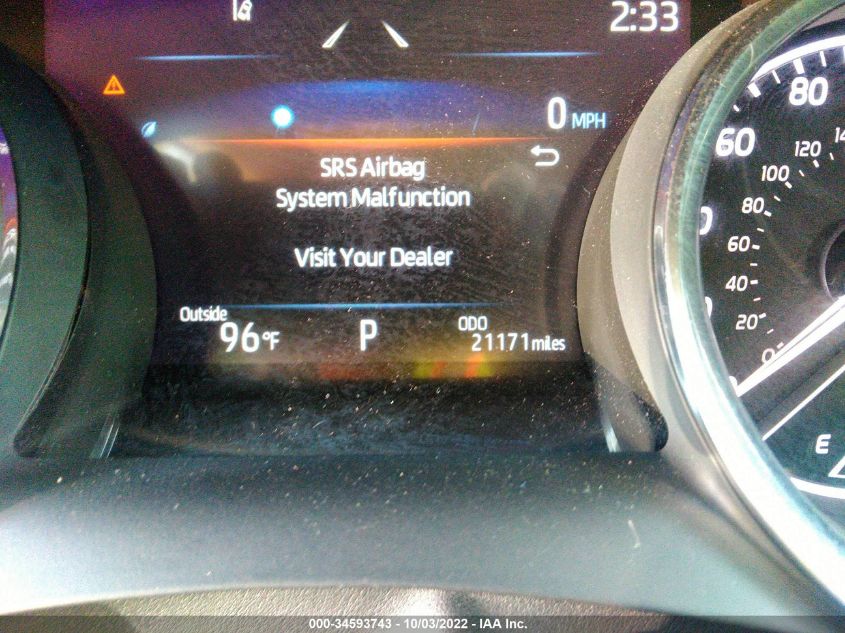 2:33
0 MPH
SRS Airbag
System Malfunction
Visit Your Dealer
Outside
96°F
P
ODO
21171 miles
80
60
120
100
80
60
40
20
0
E
000-34593743 - 10/03/2022 - IAA Inc.